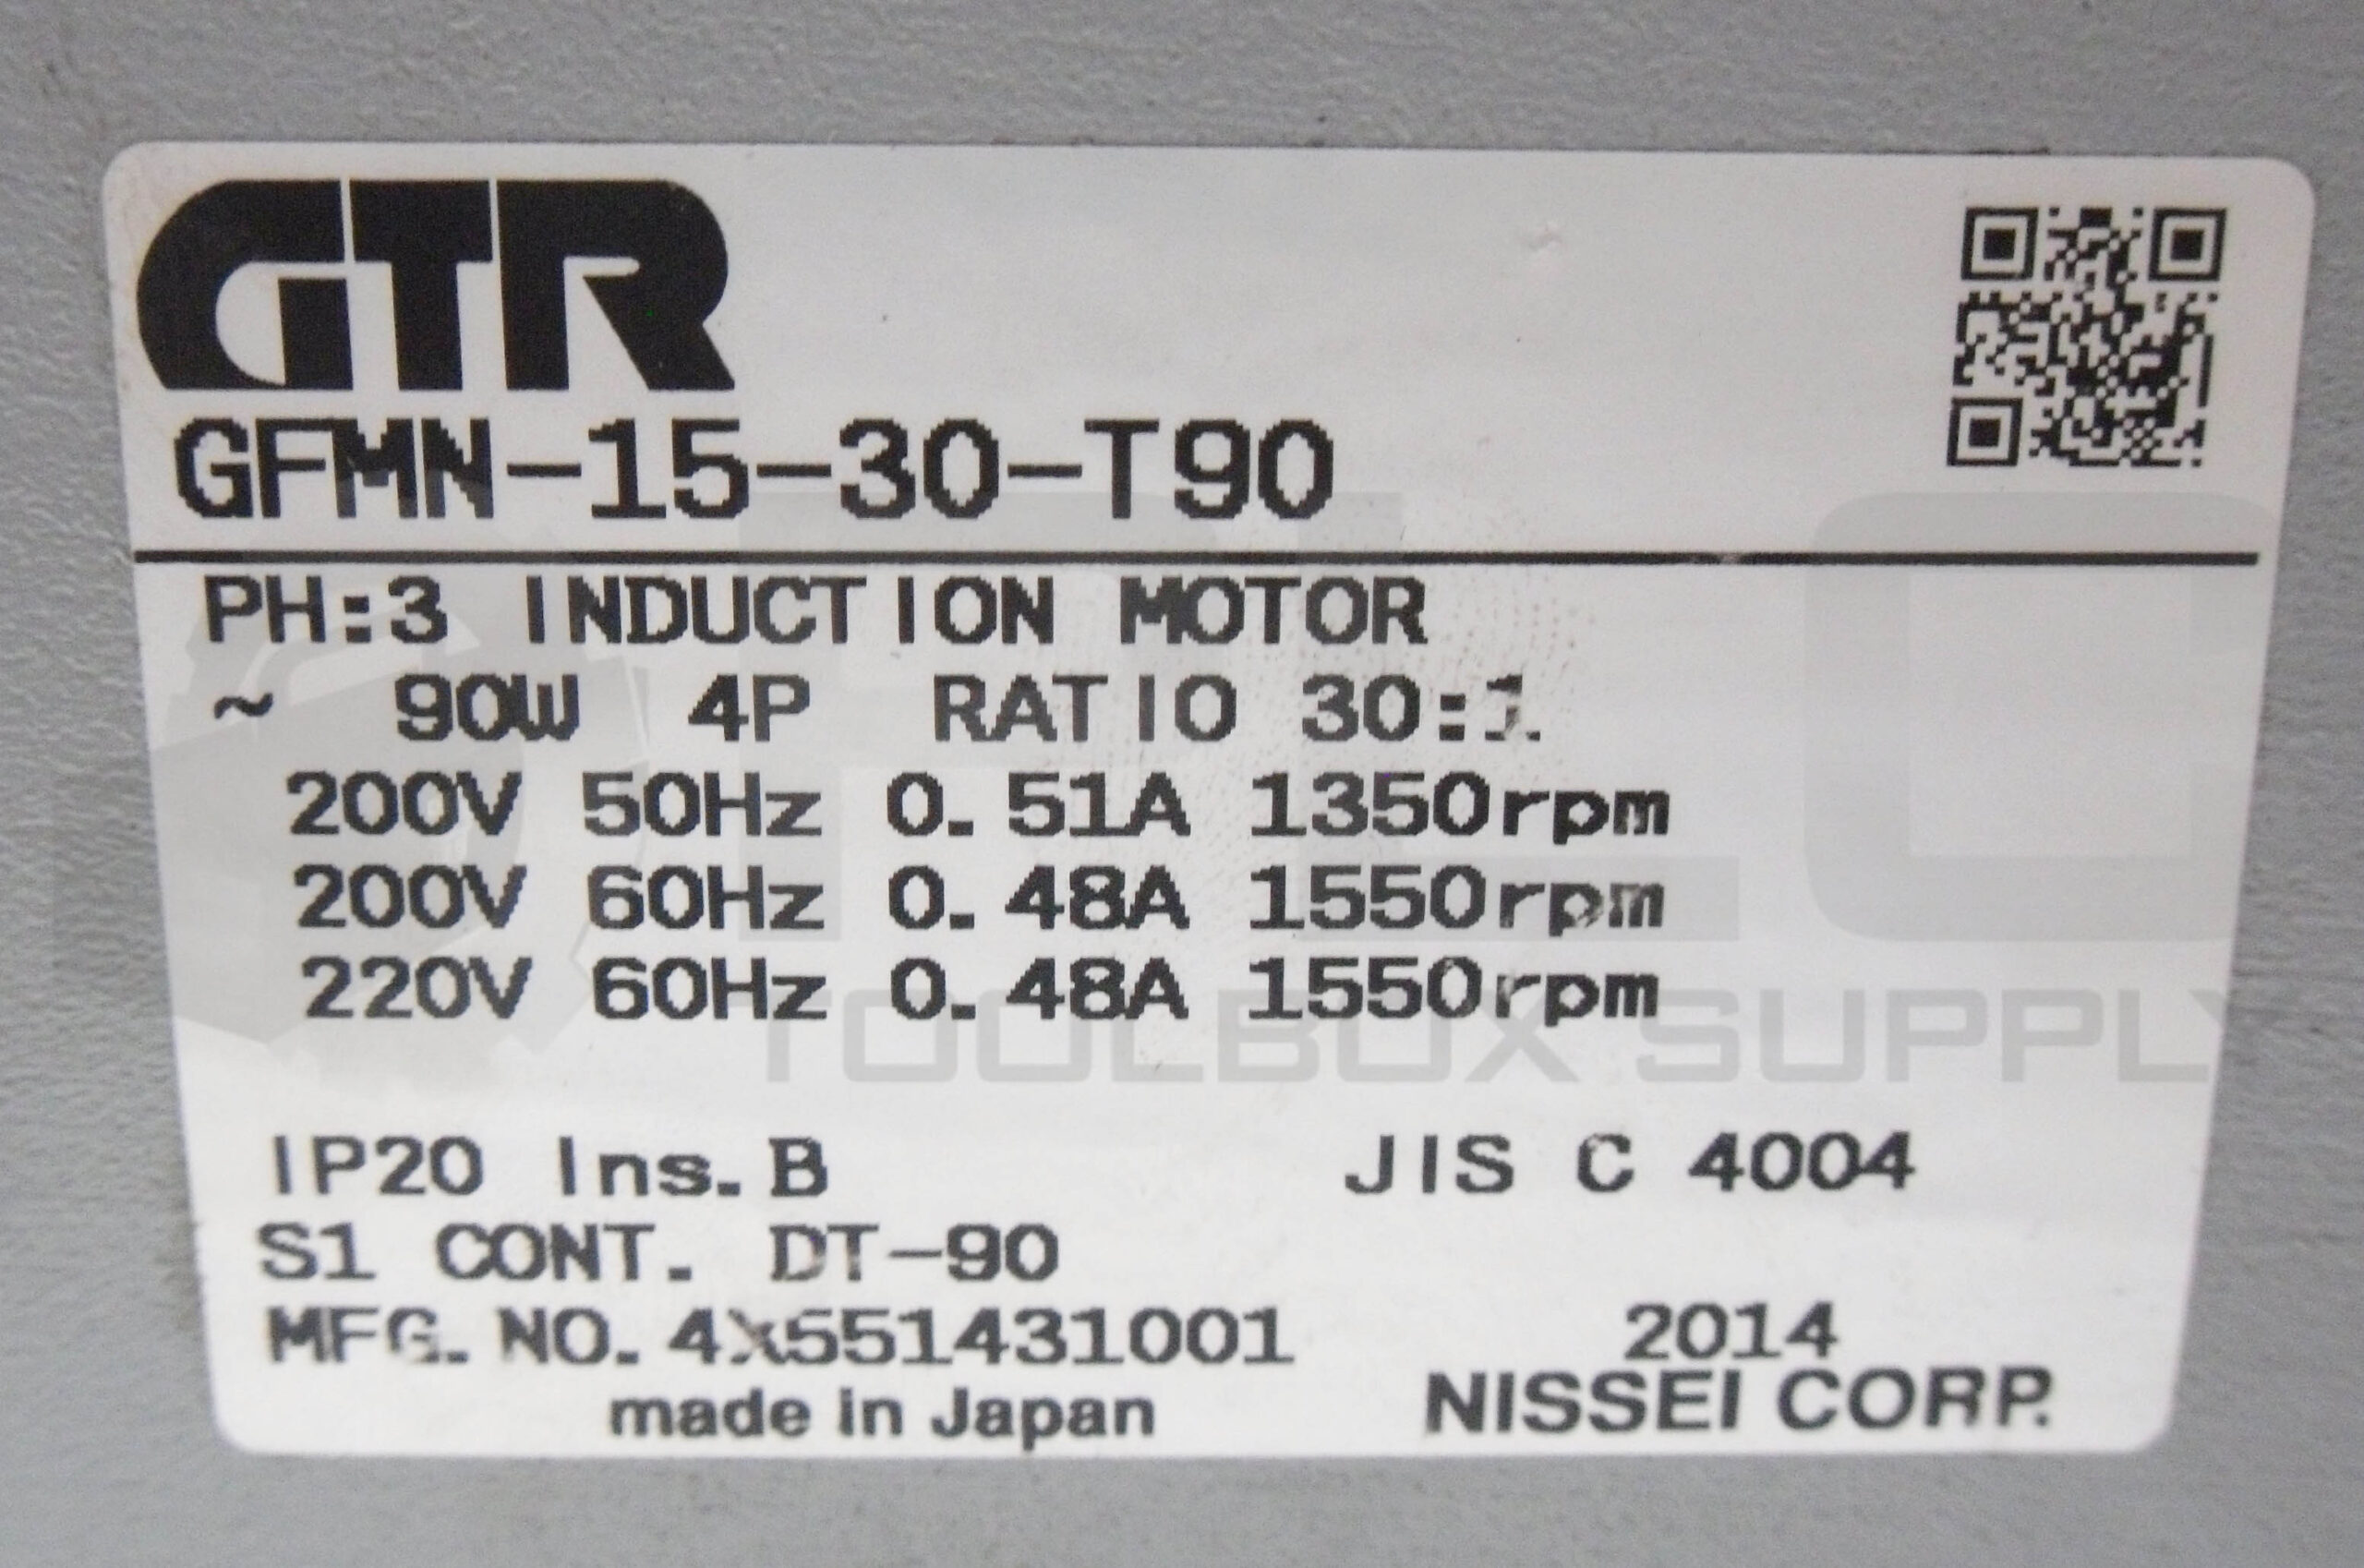 GTR
GFMN-15-30-T90
PH:3 INDUCTION MOTOR
~ 90W 4P RATIO 30:1
200V 50Hz 0.51A 1350rpm
200V 60Hz 0.48A 1550rpm
220V 60Hz 0.48A 1550rpm
PLC
TOOLBOX SUPPLY
IP20 Ins.B JIS C 4004
S1 CONT. DT-90
MFG.NO.4X551431001 2014
made in Japan NISSEI CORP.